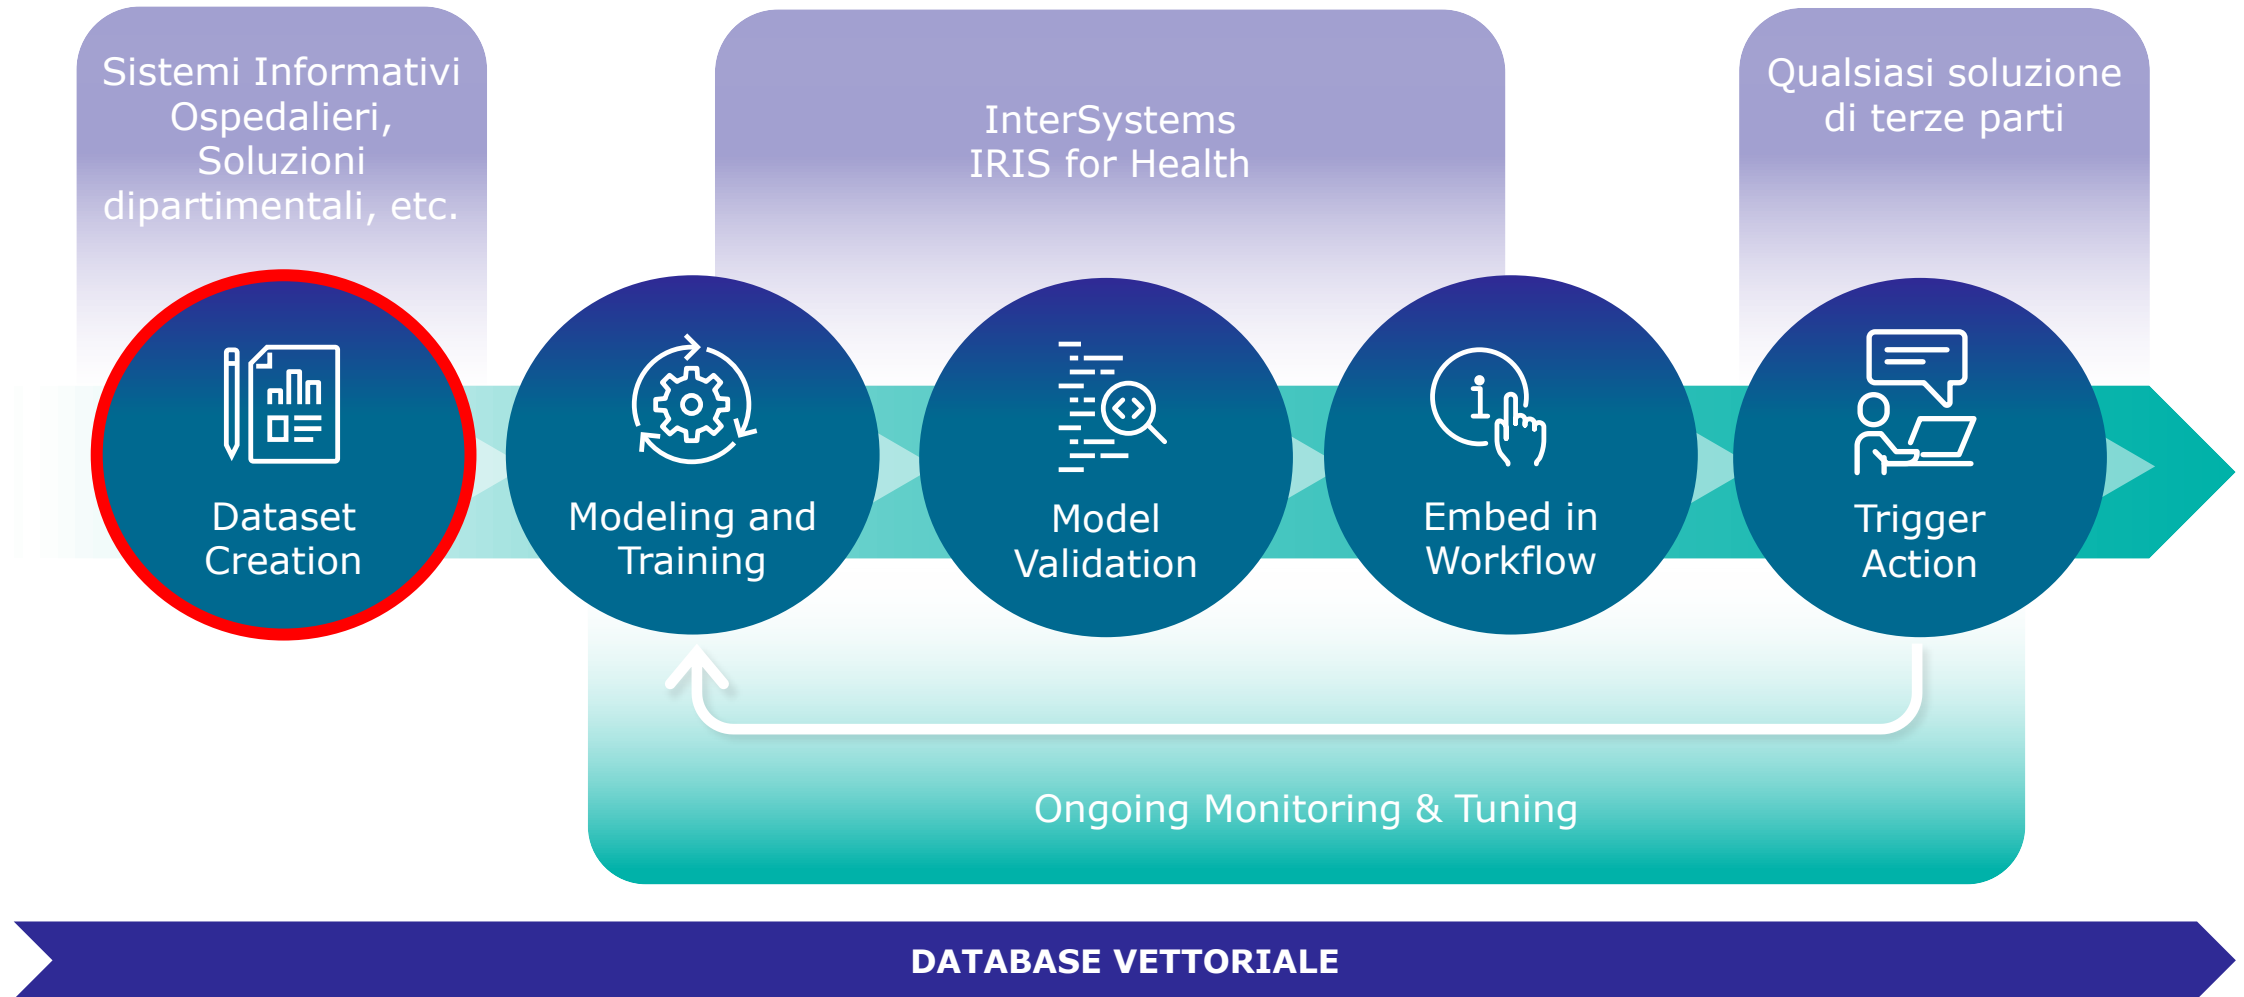 Sistemi Informativi
Ospedalieri,
Soluzioni
dipartimentali, etc.
InterSystems
IRIS for Health
Qualsiasi soluzione
di terze parti
Dataset
Creation
Modeling and
Training
Model
Validation
Embed in
Workflow
Trigger
Action
Ongoing Monitoring & Tuning
DATABASE VETTORIALE